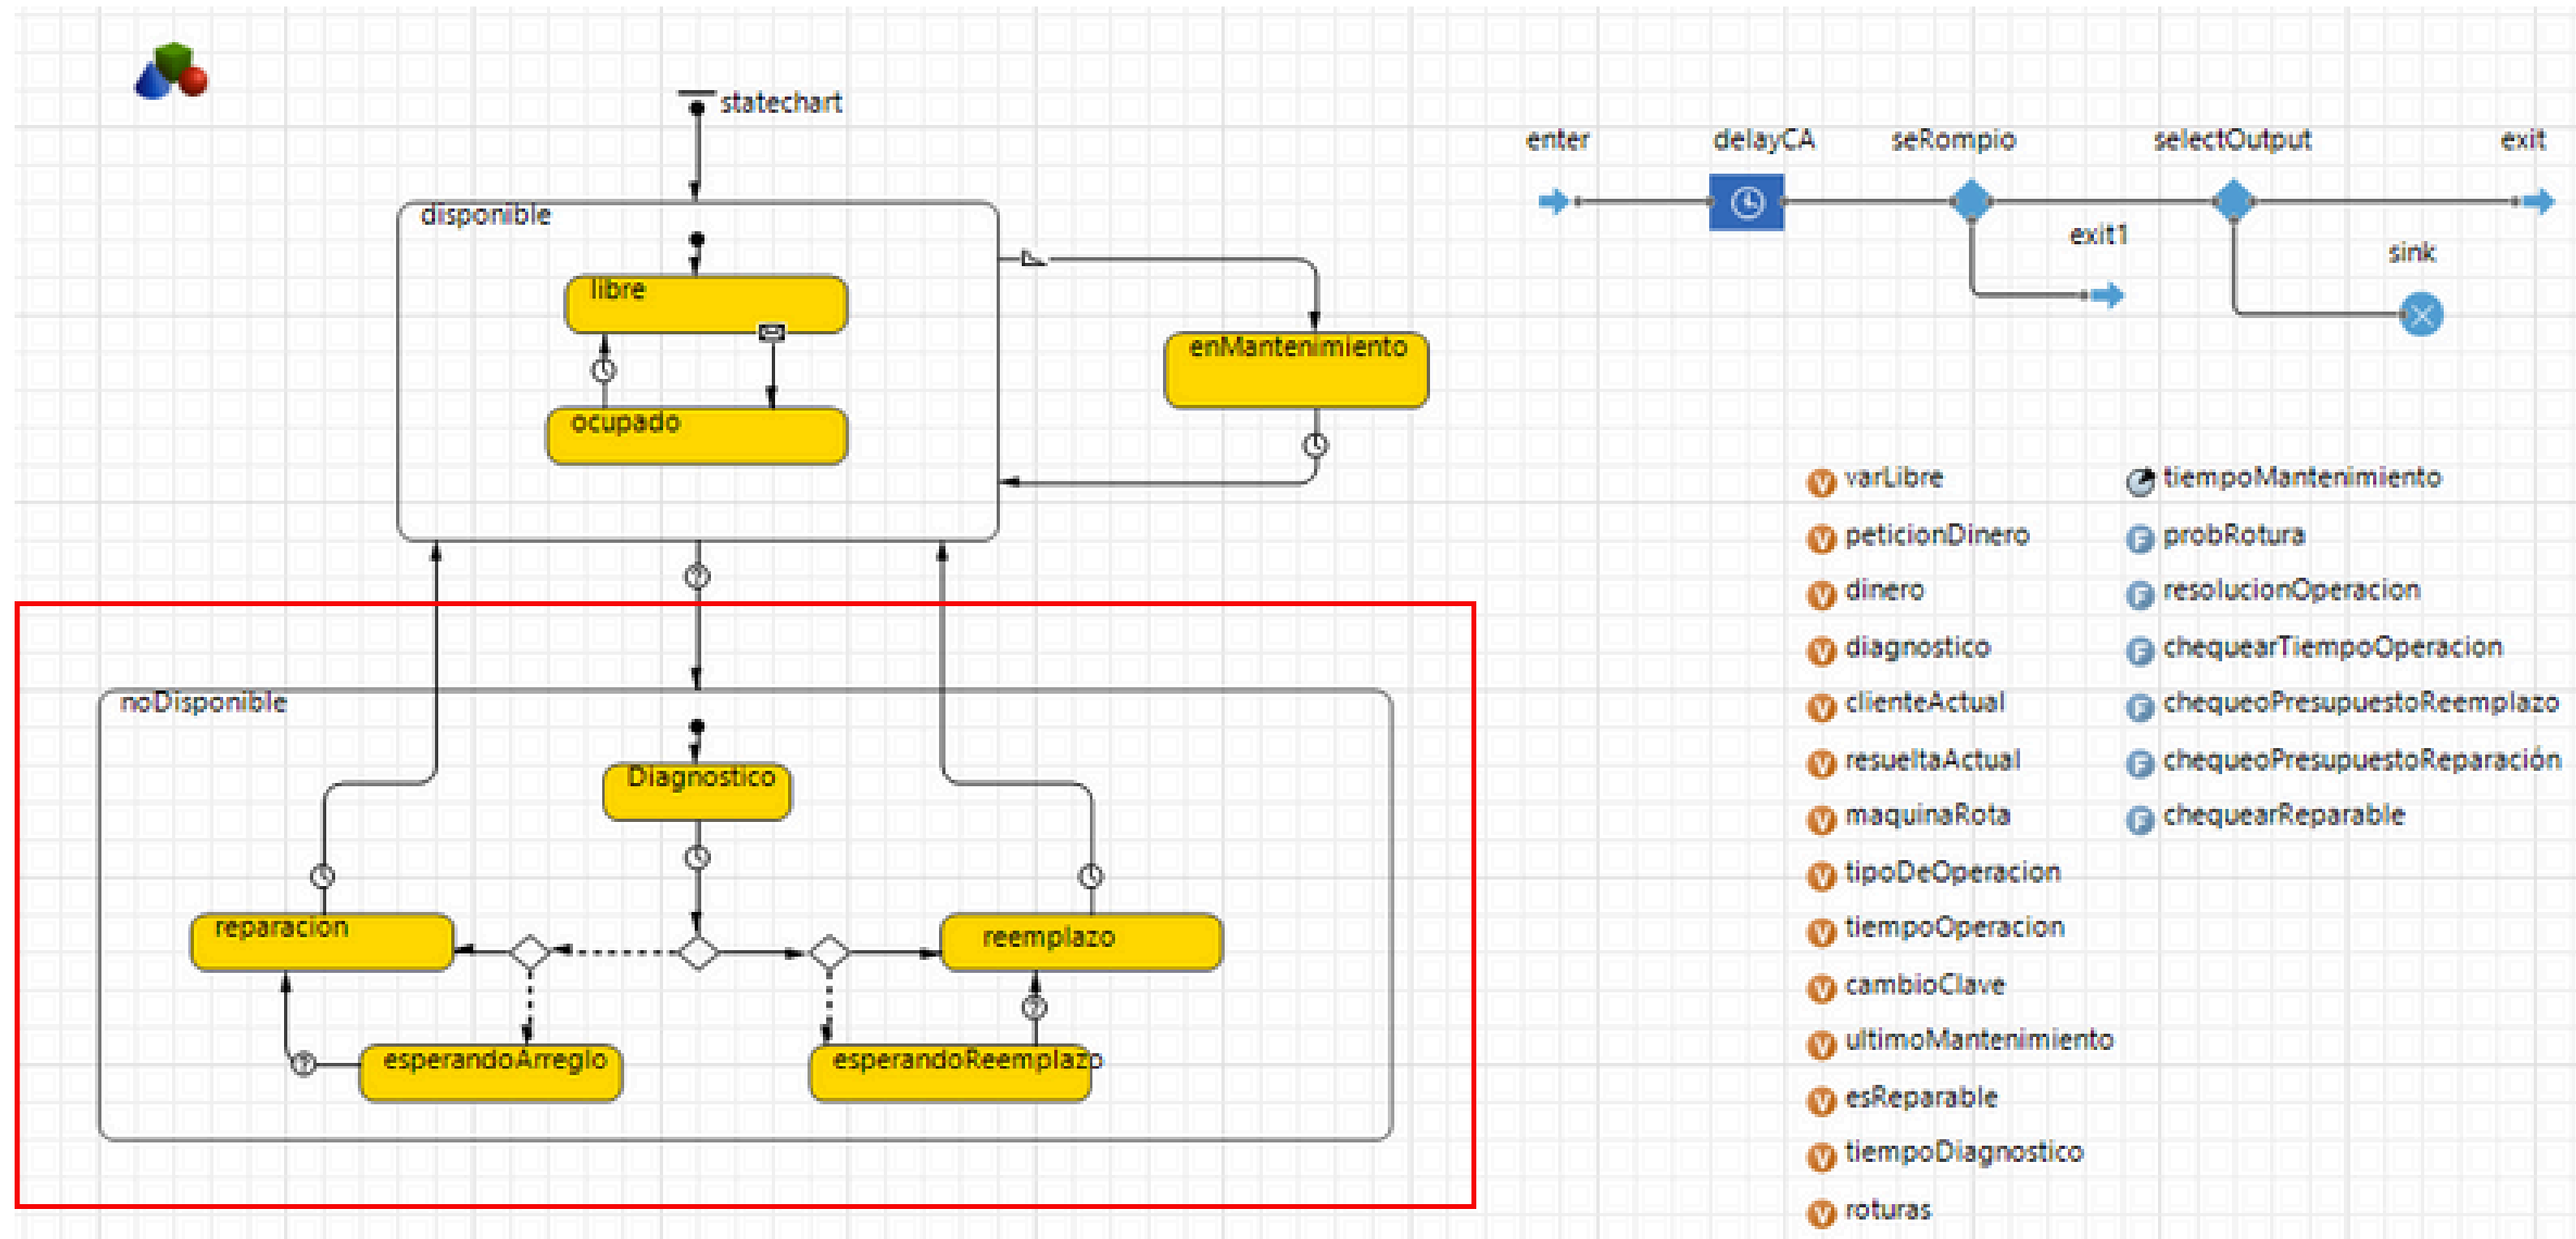 statechart
disponible
libre
ocupado
enMantenimiento
noDisponible
Diagnostico
reparacion
reemplazo
esperandoArreglo
esperandoReemplazo
enter
delayCA
seRompio
selectOutput
exit
exit1
sink
varLibre
peticionDinero
dinero
diagnostico
clienteActual
resueltaActual
maquinaRota
tipoDeOperacion
tiempoOperacion
cambioClave
ultimoMantenimiento
esReparable
tiempoDiagnostico
roturas
tiempoMantenimiento
probRotura
resolucionOperacion
chequearTiempoOperacion
chequeoPresupuestoReemplazo
chequeoPresupuestoReparación
chequearReparable